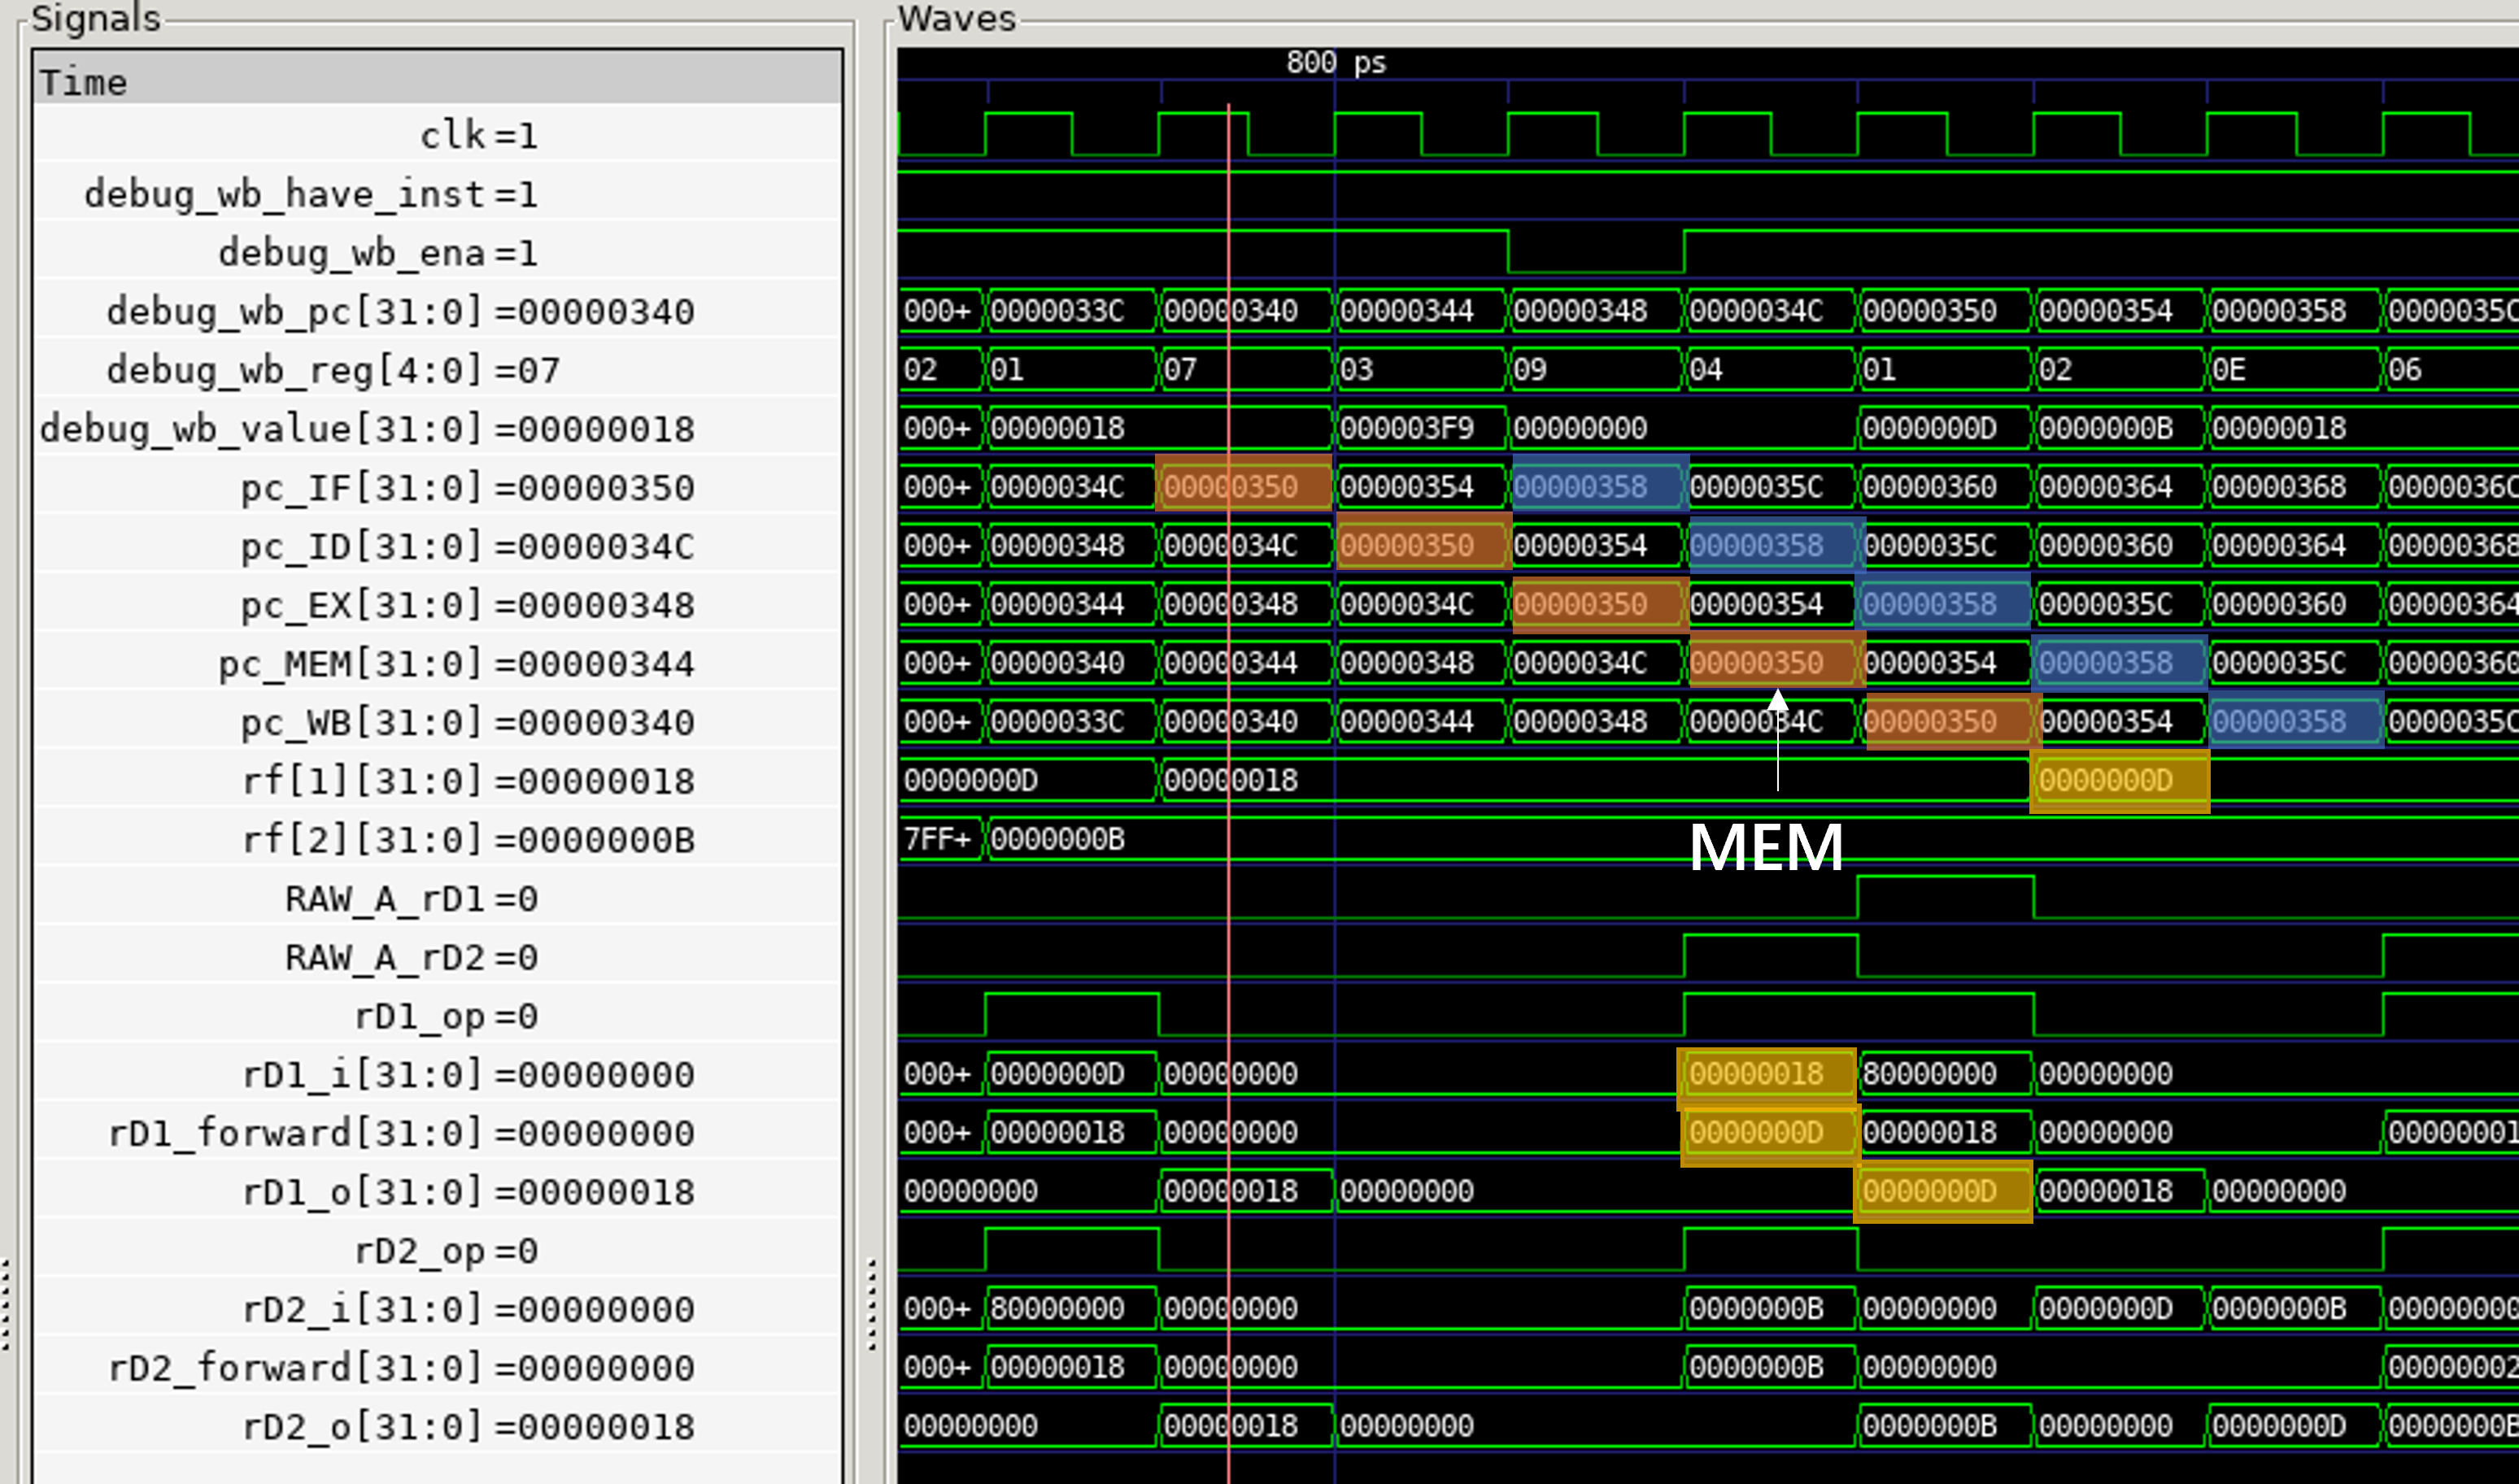 Signals
Waves
Time
800 ps
clk =1
debug_wb_have_inst =1
debug_wb_ena =1
debug_wb_pc[31:0] =00000340 000+ 0000033C 00000340 00000344 00000348 0000034C 00000350 00000354 00000358 0000035C
debug_wb_reg[4:0] =07 02 01 07 03 09 04 01 02 0E 06
debug_wb_value[31:0] =00000018 000+ 00000018 000003F9 00000000 0000000D 0000000B 00000018
pc_IF[31:0] =00000350 000+ 0000034C 00000350 00000354 00000358 0000035C 00000360 00000364 00000368 0000036C
pc_ID[31:0] =0000034C 000+ 00000348 0000034C 00000350 00000354 00000358 0000035C 00000360 00000364 00000368
pc_EX[31:0] =00000348 000+ 00000344 00000348 0000034C 00000350 00000354 00000358 0000035C 00000360 00000364
pc_MEM[31:0] =00000344 000+ 00000340 00000344 00000348 0000034C 00000350 00000354 00000358 0000035C 00000360
pc_WB[31:0] =00000340 000+ 0000033C 00000340 00000344 00000348 0000034C 00000350 00000354 00000358 0000035C
rf[1][31:0] =00000018 0000000D 00000018 0000000D
rf[2][31:0] =0000000B 7FF+ 0000000B
MEM
RAW_A_rD1 =0
RAW_A_rD2 =0
rD1_op =0
rD1_i[31:0] =00000000 000+ 0000000D 00000000 00000018 80000000 00000000
rD1_forward[31:0] =00000000 000+ 00000018 00000000 0000000D 00000018 00000000 00000001
rD1_o[31:0] =00000018 00000000 00000018 00000000 0000000D 00000018 00000000
rD2_op =0
rD2_i[31:0] =00000000 000+ 80000000 00000000 0000000B 00000000 0000000D 0000000B 00000000
rD2_forward[31:0] =00000000 000+ 00000018 00000000 0000000B 00000000 00000002
rD2_o[31:0] =00000018 00000000 00000018 00000000 0000000B 00000000 0000000D 0000000B